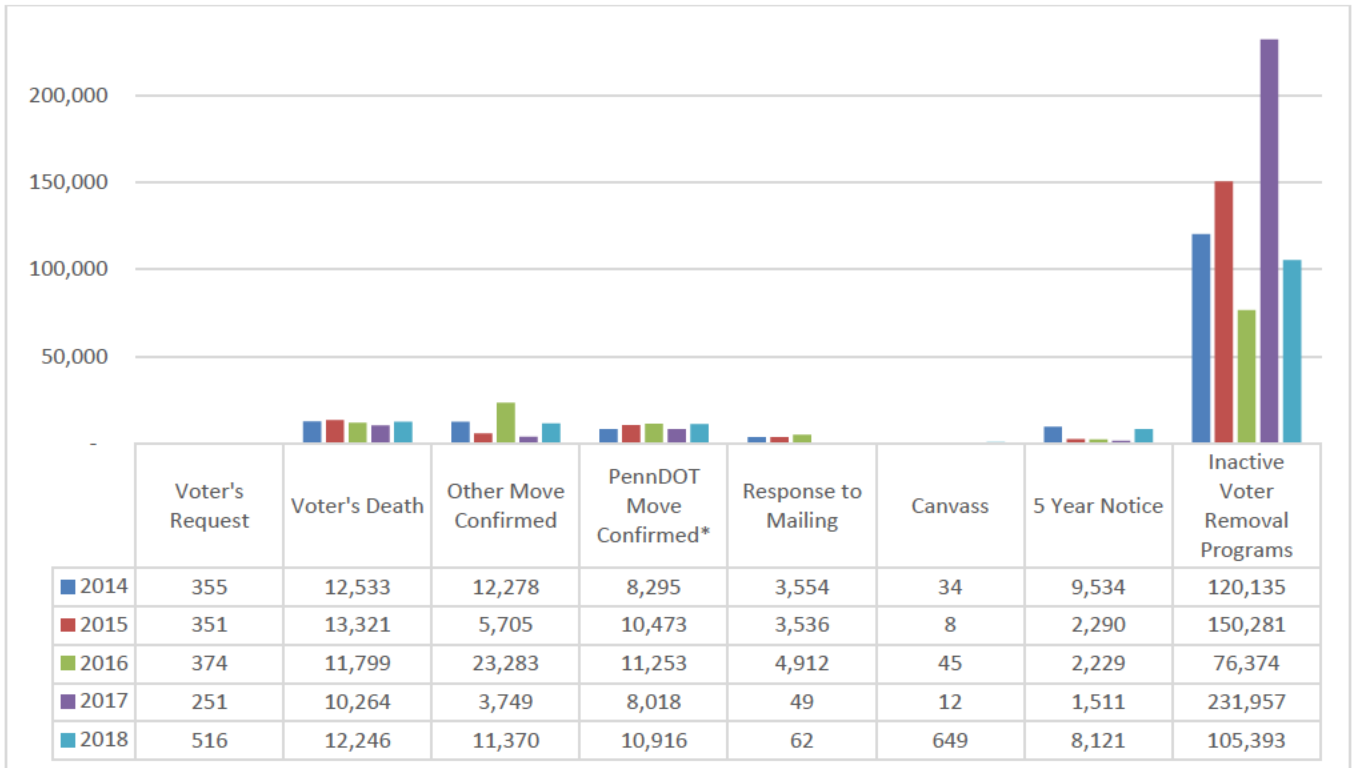 200,000
150,000
100,000
50,000
-
Voter's Request
Voter's Death
Other Move Confirmed
PennDOT Move Confirmed*
Response to Mailing
Canvass
5 Year Notice
Inactive Voter Removal Programs
2014 355 12,533 12,278 8,295 3,554 34 9,534 120,135
2015 351 13,321 5,705 10,473 3,536 8 2,290 150,281
2016 374 11,799 23,283 11,253 4,912 45 2,229 76,374
2017 251 10,264 3,749 8,018 49 12 1,511 231,957
2018 516 12,246 11,370 10,916 62 649 8,121 105,393